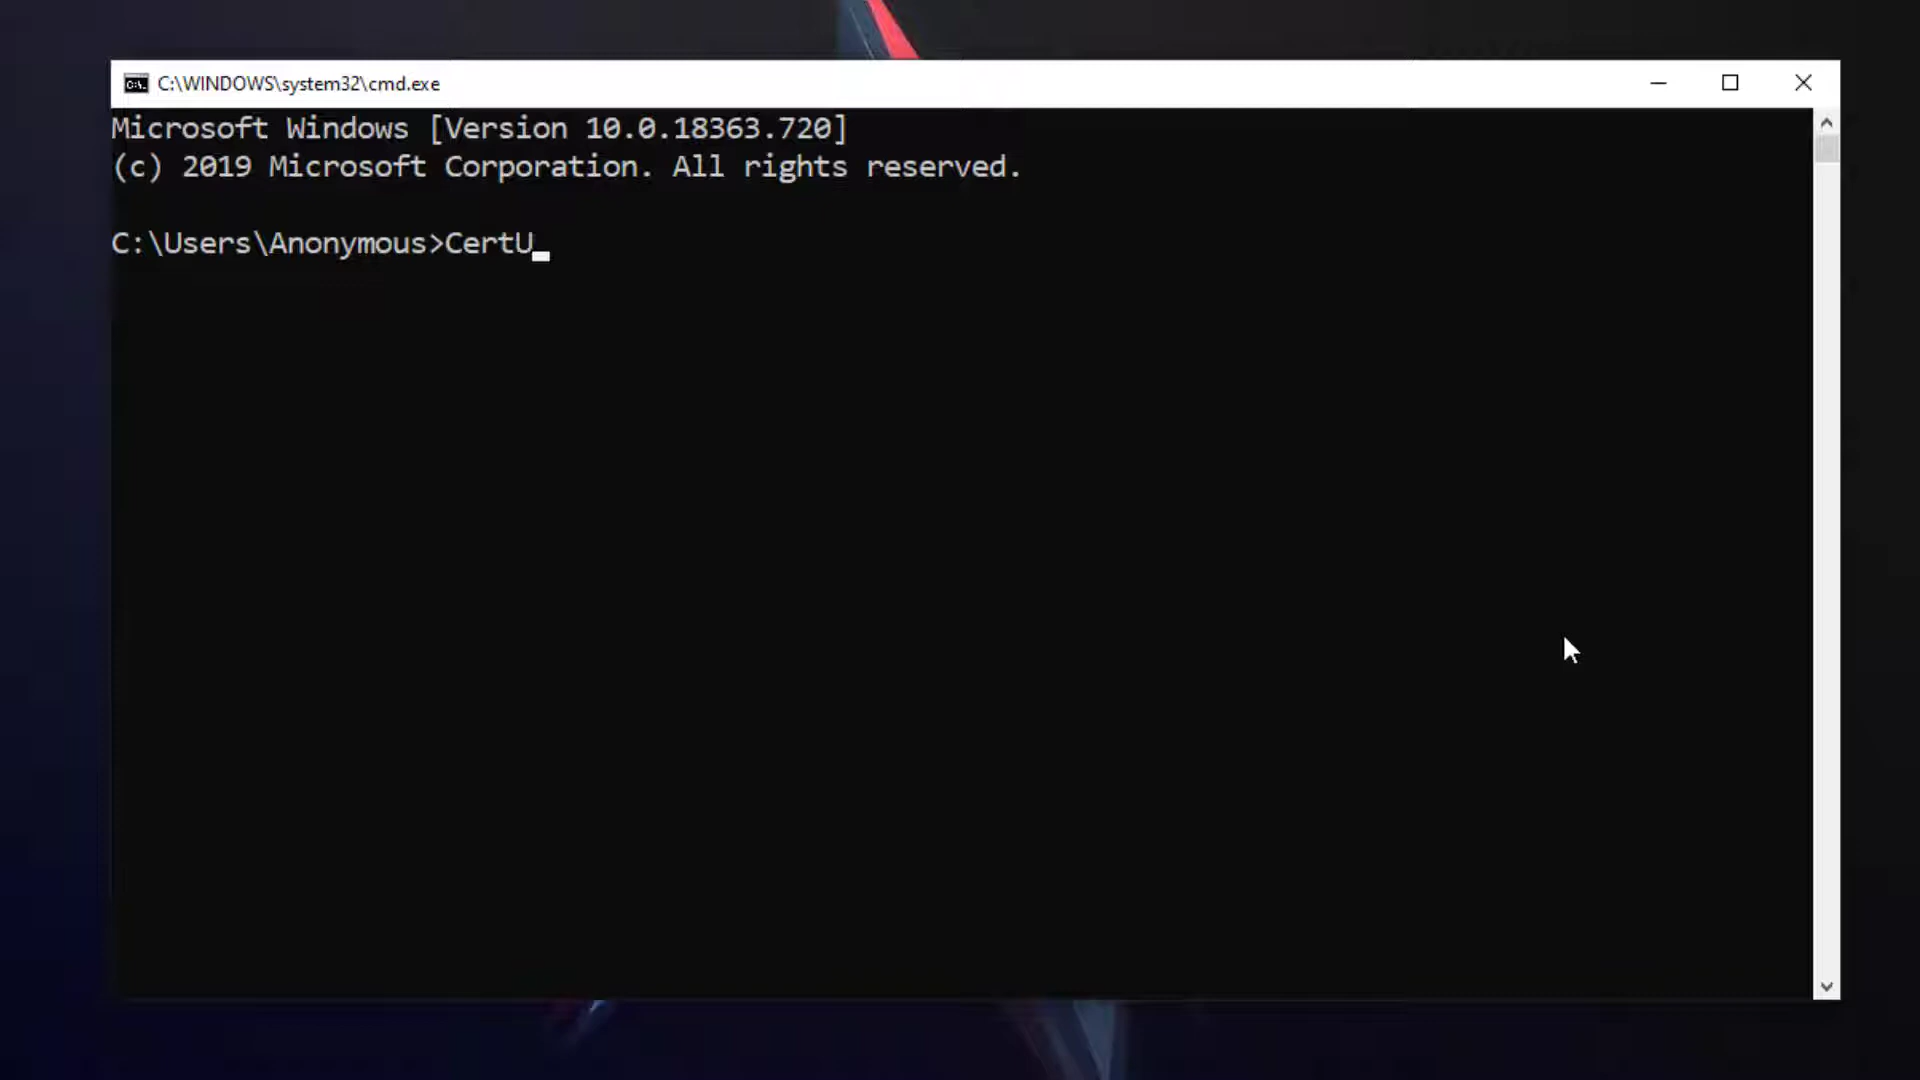 C:\WINDOWS\system32\cmd.exe
Microsoft Windows [Version 10.0.18363.720]
(c) 2019 Microsoft Corporation. All rights reserved.
C:\Users\Anonymous>CertU